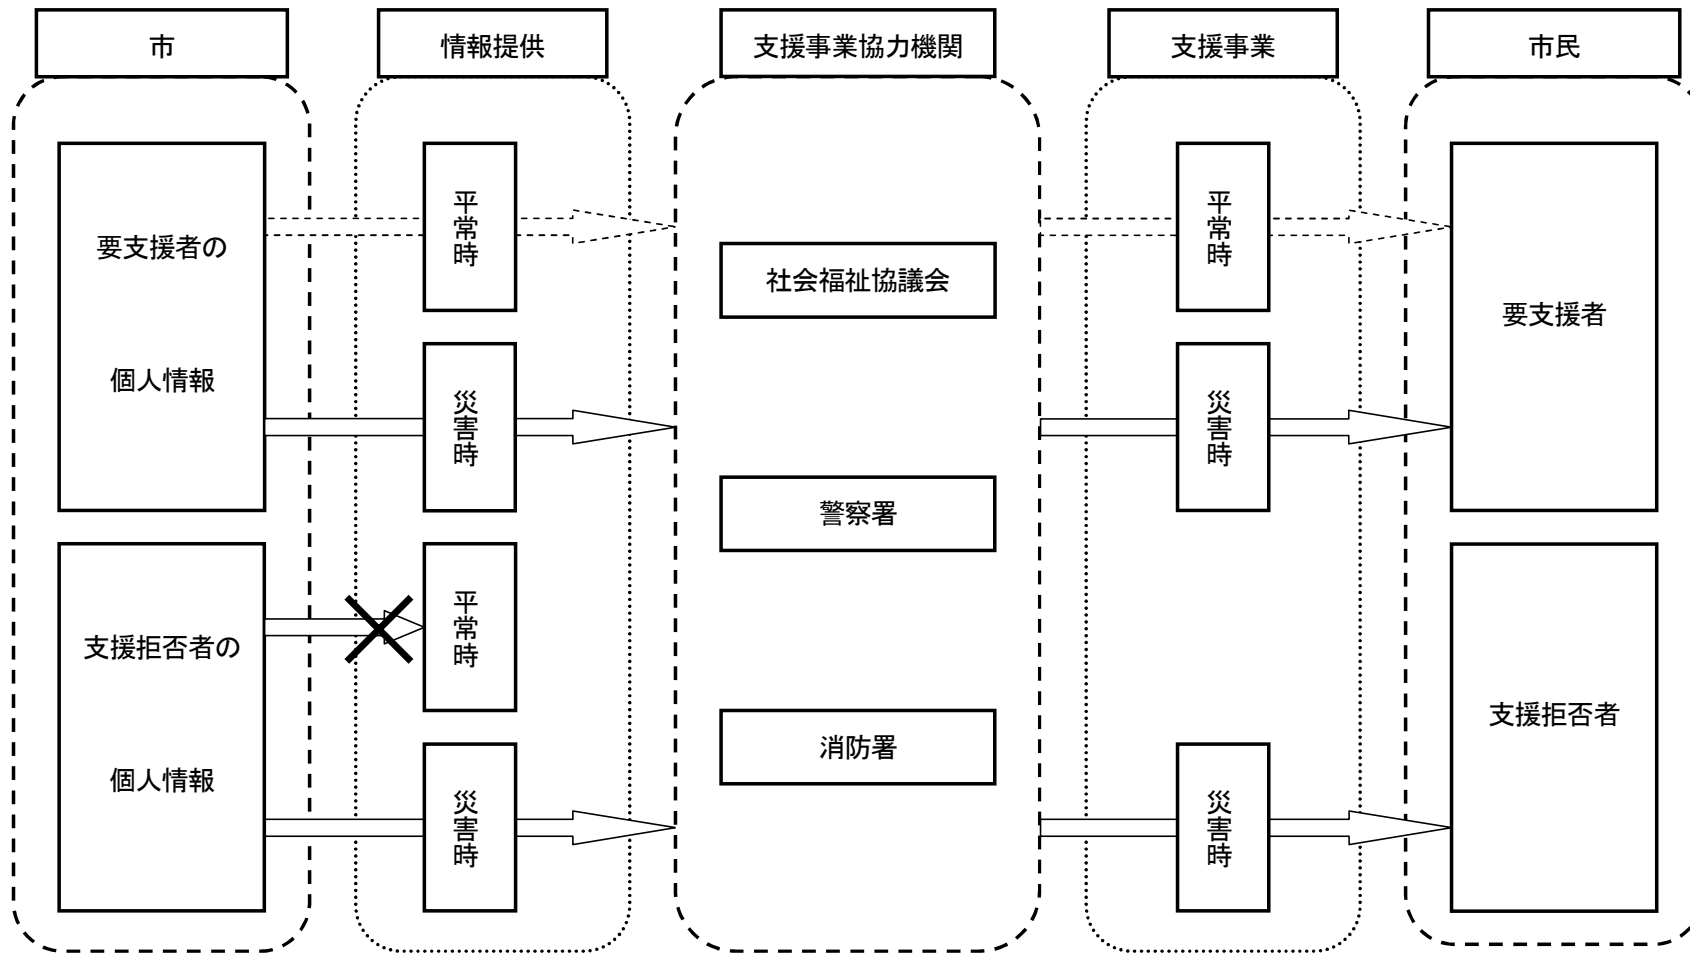 市
情報提供
支援事業協力機関
支援事業
市民
要支援者の
個人情報
支援拒否者の
個人情報
平常時
災害時
平常時
災害時
社会福祉協議会
警察署
消防署
平常時
災害時
災害時
要支援者
支援拒否者